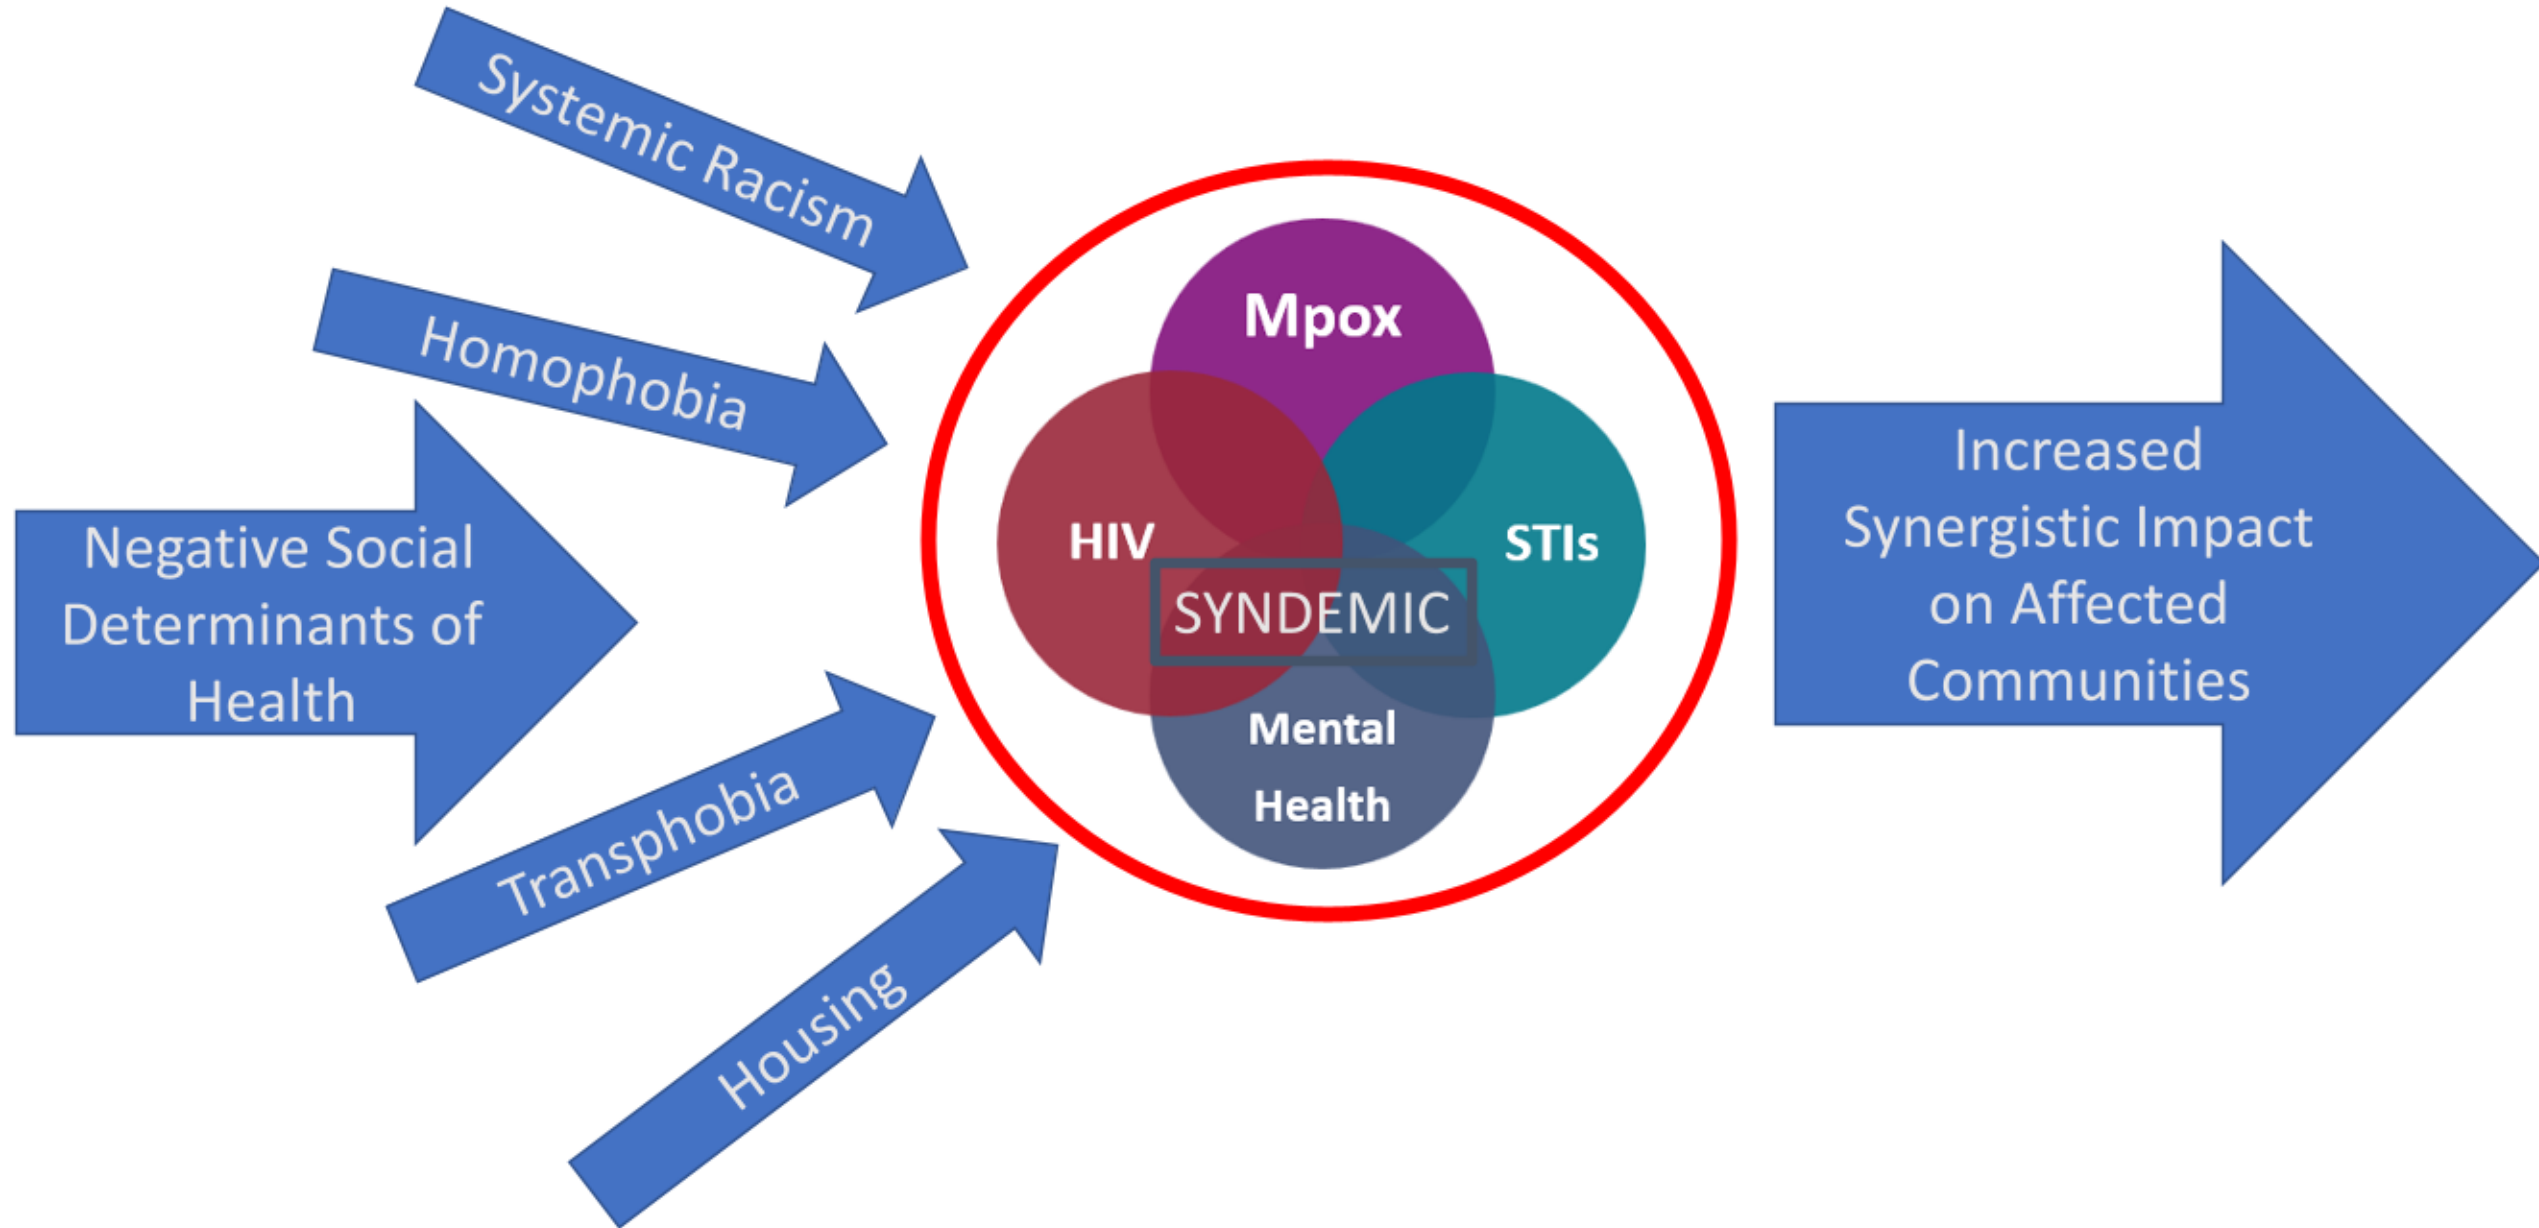 Systemic Racism
Homophobia
Negative Social
Determinants of
Health
Transphobia
Housing
Mpox
HIV
STIs
SYNDEMIC
Mental
Health
Increased
Synergistic Impact
on Affected
Communities